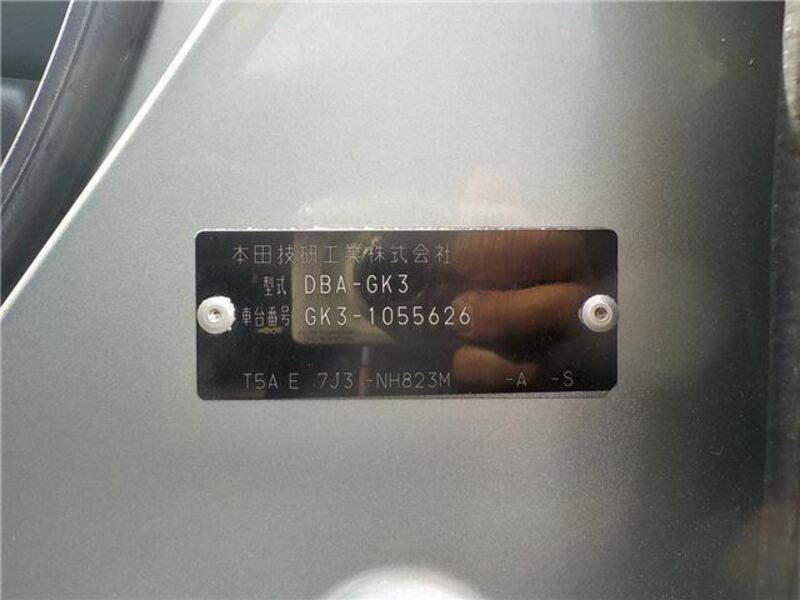 本田技研工業株式会社
型式 DBA-GK3
車台番号 GK3-1055626
T5A E 7J3 -NH823M -A -S